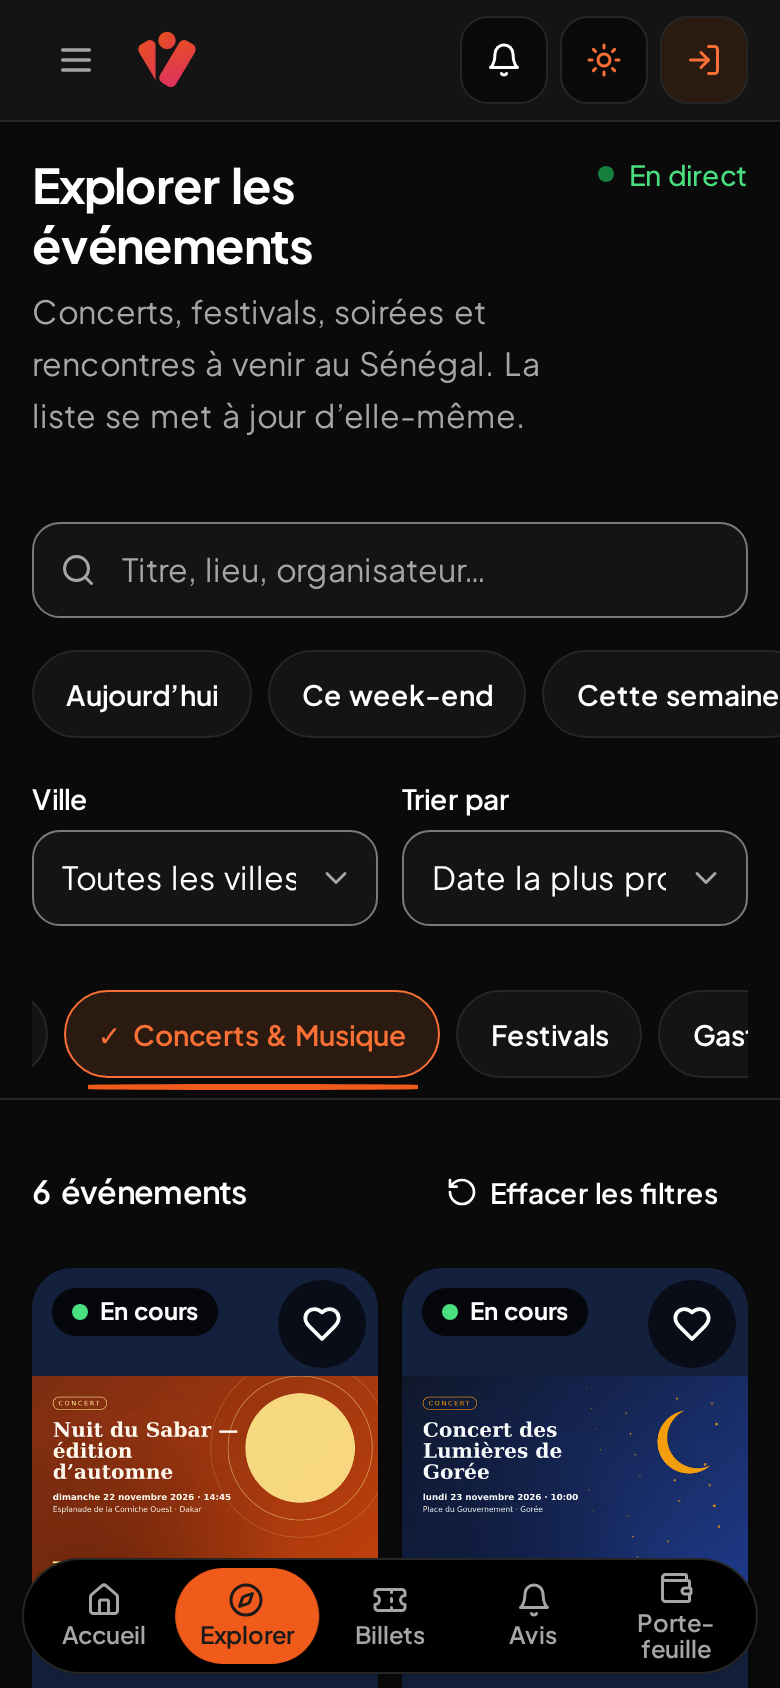 Explorer les
événements
En direct
Concerts, festivals, soirées et
rencontres à venir au Sénégal. La
liste se met à jour d’elle-même.
Titre, lieu, organisateur…
Aujourd’hui
Ce week-end
Cette semaine
Ville
Trier par
Toutes les villes
Date la plus pro
✓ Concerts & Musique
Festivals
Gast
6 événements
Effacer les filtres
En cours
En cours
CONCERT
Nuit du Sabar —
édition
d’automne
dimanche 22 novembre 2026 · 14:45
Esplanade de la Corniche Ouest · Dakar
CONCERT
Concert des
Lumières de
Gorée
lundi 23 novembre 2026 · 10:00
Place du Gouvernement · Gorée
Accueil
Explorer
Billets
Avis
Porte-
feuille